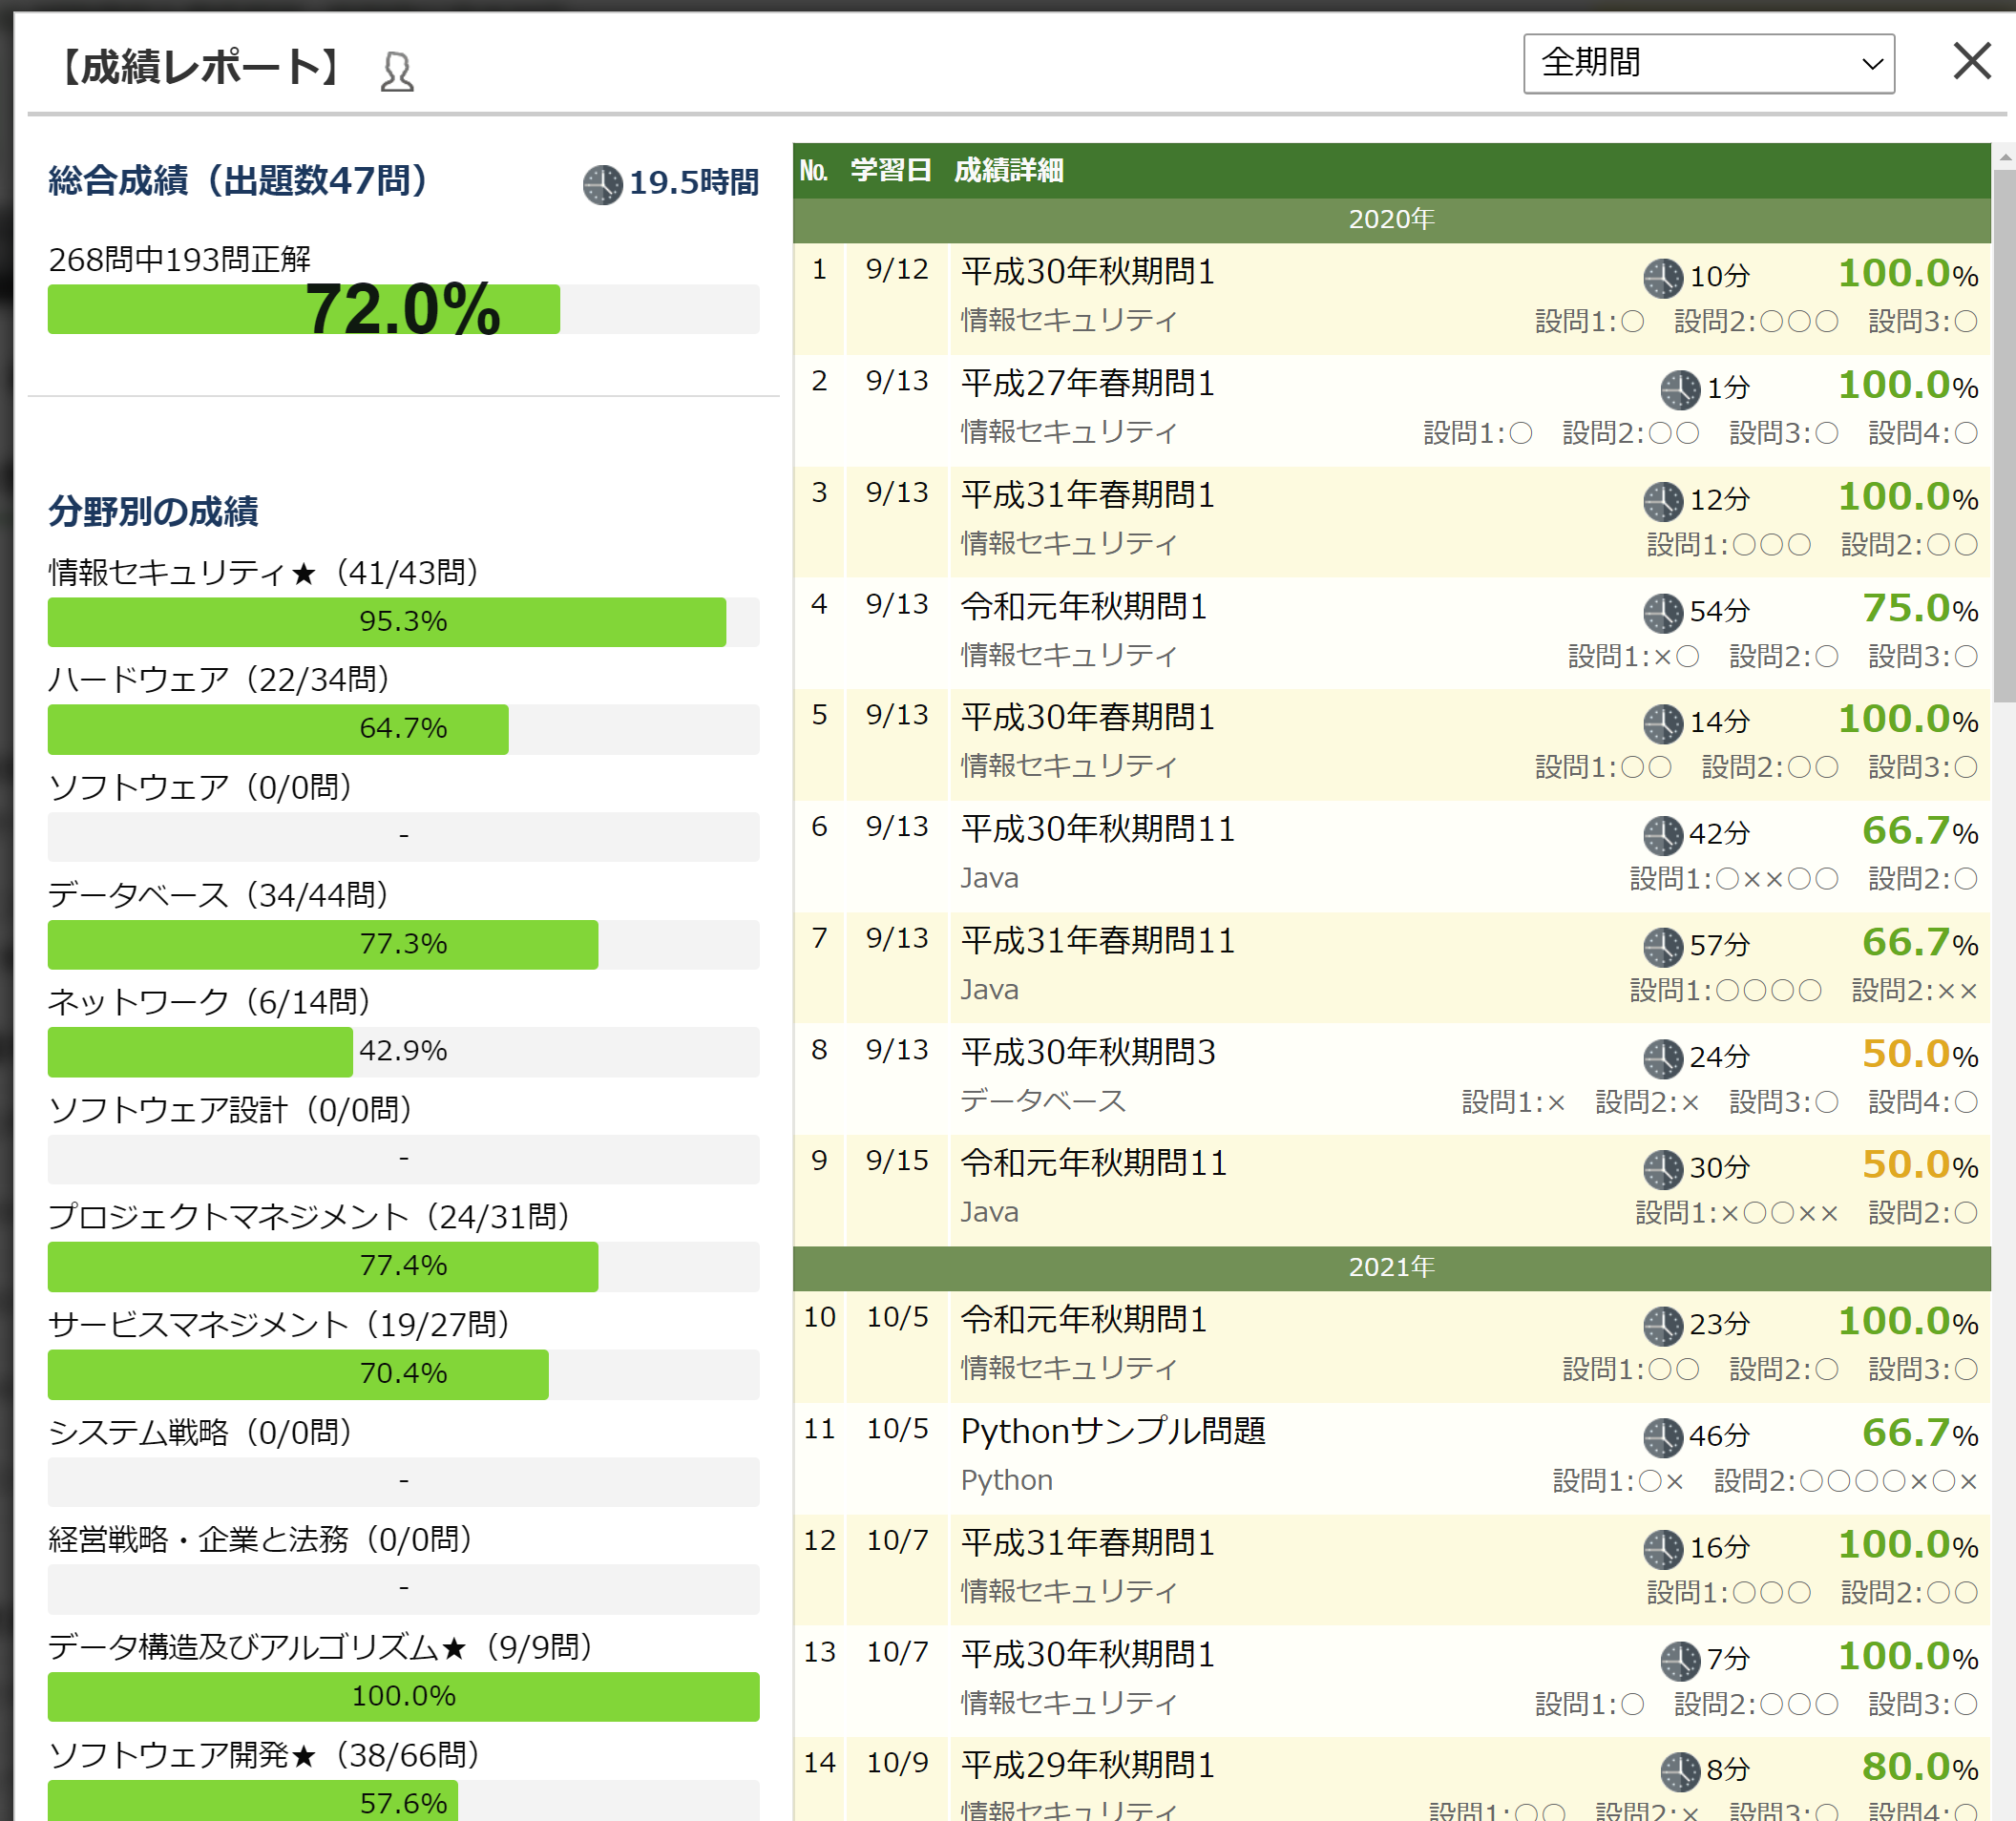 【成績レポート】
全期間
総合成績（出題数47問）
19.5時間
268問中193問正解
72.0%
分野別の成績
情報セキュリティ★（41/43問）
95.3%
ハードウェア（22/34問）
64.7%
ソフトウェア（0/0問）
-
データベース（34/44問）
77.3%
ネットワーク（6/14問）
42.9%
ソフトウェア設計（0/0問）
-
プロジェクトマネジメント（24/31問）
77.4%
サービスマネジメント（19/27問）
70.4%
システム戦略（0/0問）
-
経営戦略・企業と法務（0/0問）
-
データ構造及びアルゴリズム★（9/9問）
100.0%
ソフトウェア開発★（38/66問）
57.6%
No. 学習日 成績詳細
2020年
1 9/12 平成30年秋期問1 10分 100.0%
情報セキュリティ 設問1:○ 設問2:○○○ 設問3:○
2 9/13 平成27年春期問1 1分 100.0%
情報セキュリティ 設問1:○ 設問2:○○ 設問3:○ 設問4:○
3 9/13 平成31年春期問1 12分 100.0%
情報セキュリティ 設問1:○○○ 設問2:○○
4 9/13 令和元年秋期問1 54分 75.0%
情報セキュリティ 設問1:×○ 設問2:○ 設問3:○
5 9/13 平成30年春期問1 14分 100.0%
情報セキュリティ 設問1:○○ 設問2:○○ 設問3:○
6 9/13 平成30年秋期問11 42分 66.7%
Java 設問1:○××○○ 設問2:○
7 9/13 平成31年春期問11 57分 66.7%
Java 設問1:○○○○ 設問2:××
8 9/13 平成30年秋期問3 24分 50.0%
データベース 設問1:× 設問2:× 設問3:○ 設問4:○
9 9/15 令和元年秋期問11 30分 50.0%
Java 設問1:×○○×× 設問2:○
2021年
10 10/5 令和元年秋期問1 23分 100.0%
情報セキュリティ 設問1:○○ 設問2:○ 設問3:○
11 10/5 Pythonサンプル問題 46分 66.7%
Python 設問1:○× 設問2:○○○○×○×
12 10/7 平成31年春期問1 16分 100.0%
情報セキュリティ 設問1:○○○ 設問2:○○
13 10/7 平成30年秋期問1 7分 100.0%
情報セキュリティ 設問1:○ 設問2:○○○ 設問3:○
14 10/9 平成29年秋期問1 8分 80.0%
情報セキュリティ 設問1:○○ 設問2:× 設問3:○ 設問4:○